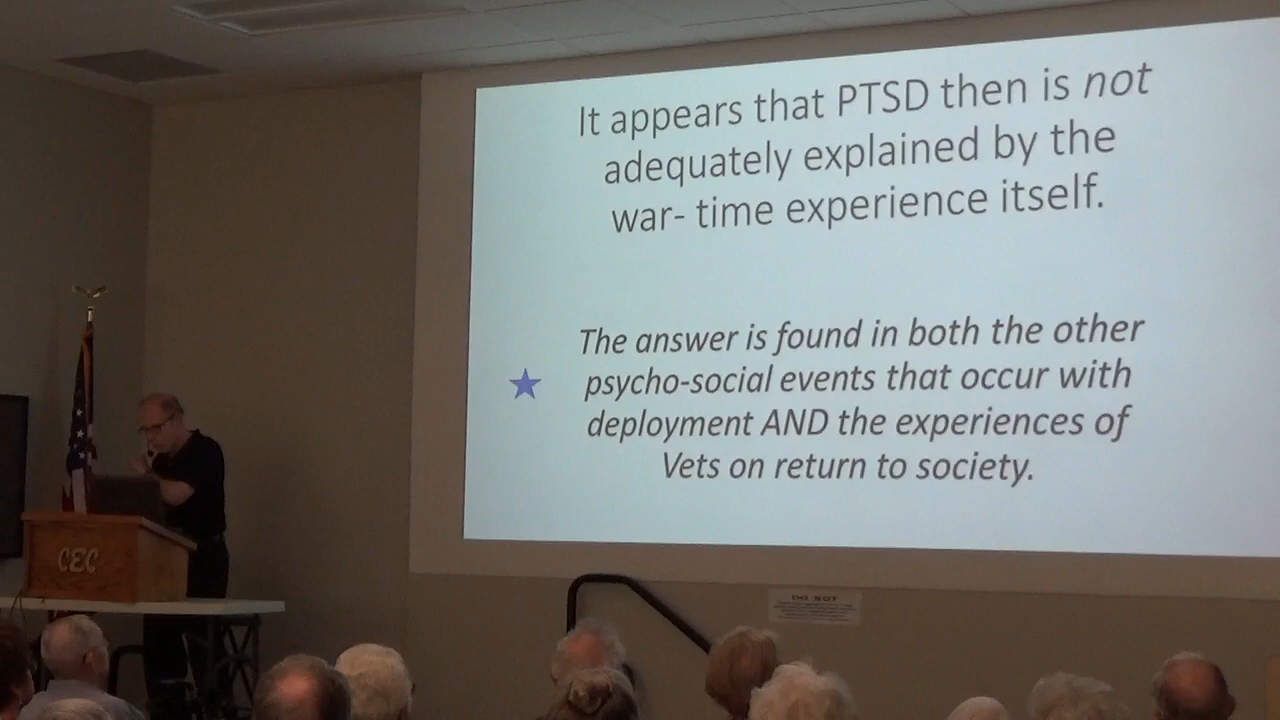 It appears that PTSD then is not
adequately explained by the
war- time experience itself.
The answer is found in both the other
psycho-social events that occur with
deployment AND the experiences of
Vets on return to society.
CEC
DO NOT